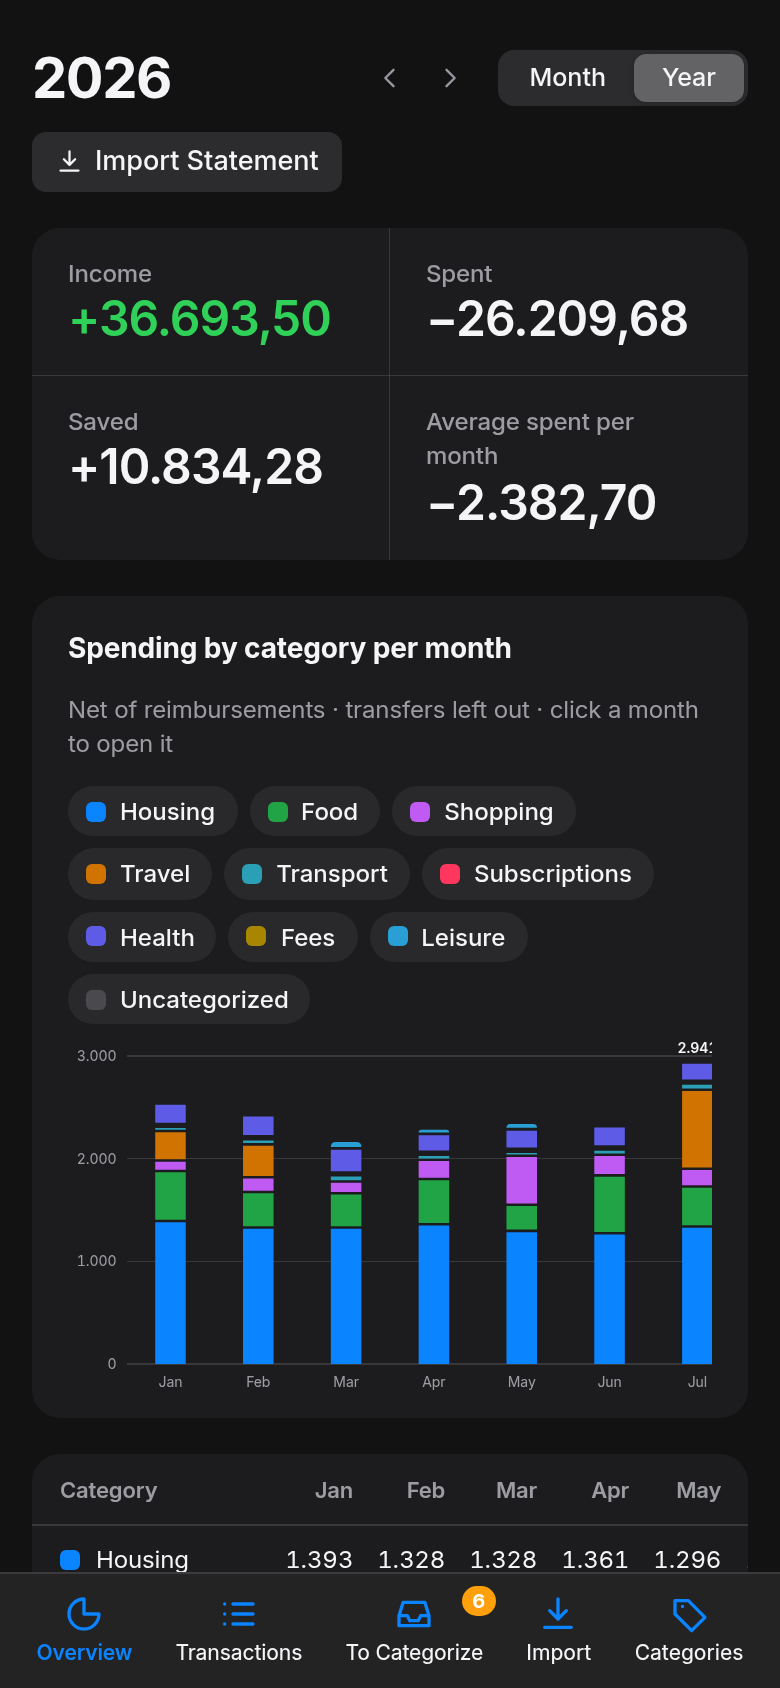 2026
Month
Year
Import Statement
Income
+36.693,50
Spent
−26.209,68
Saved
+10.834,28
Average spent per
month
−2.382,70
Spending by category per month
Net of reimbursements · transfers left out · click a month
to open it
Housing
Food
Shopping
Travel
Transport
Subscriptions
Health
Fees
Leisure
Uncategorized
2.941
3.000
2.000
1.000
0
Jan Feb Mar Apr May Jun Jul
Category Jan Feb Mar Apr May
Housing 1.393 1.328 1.328 1.361 1.296
6
Overview Transactions To Categorize Import Categories